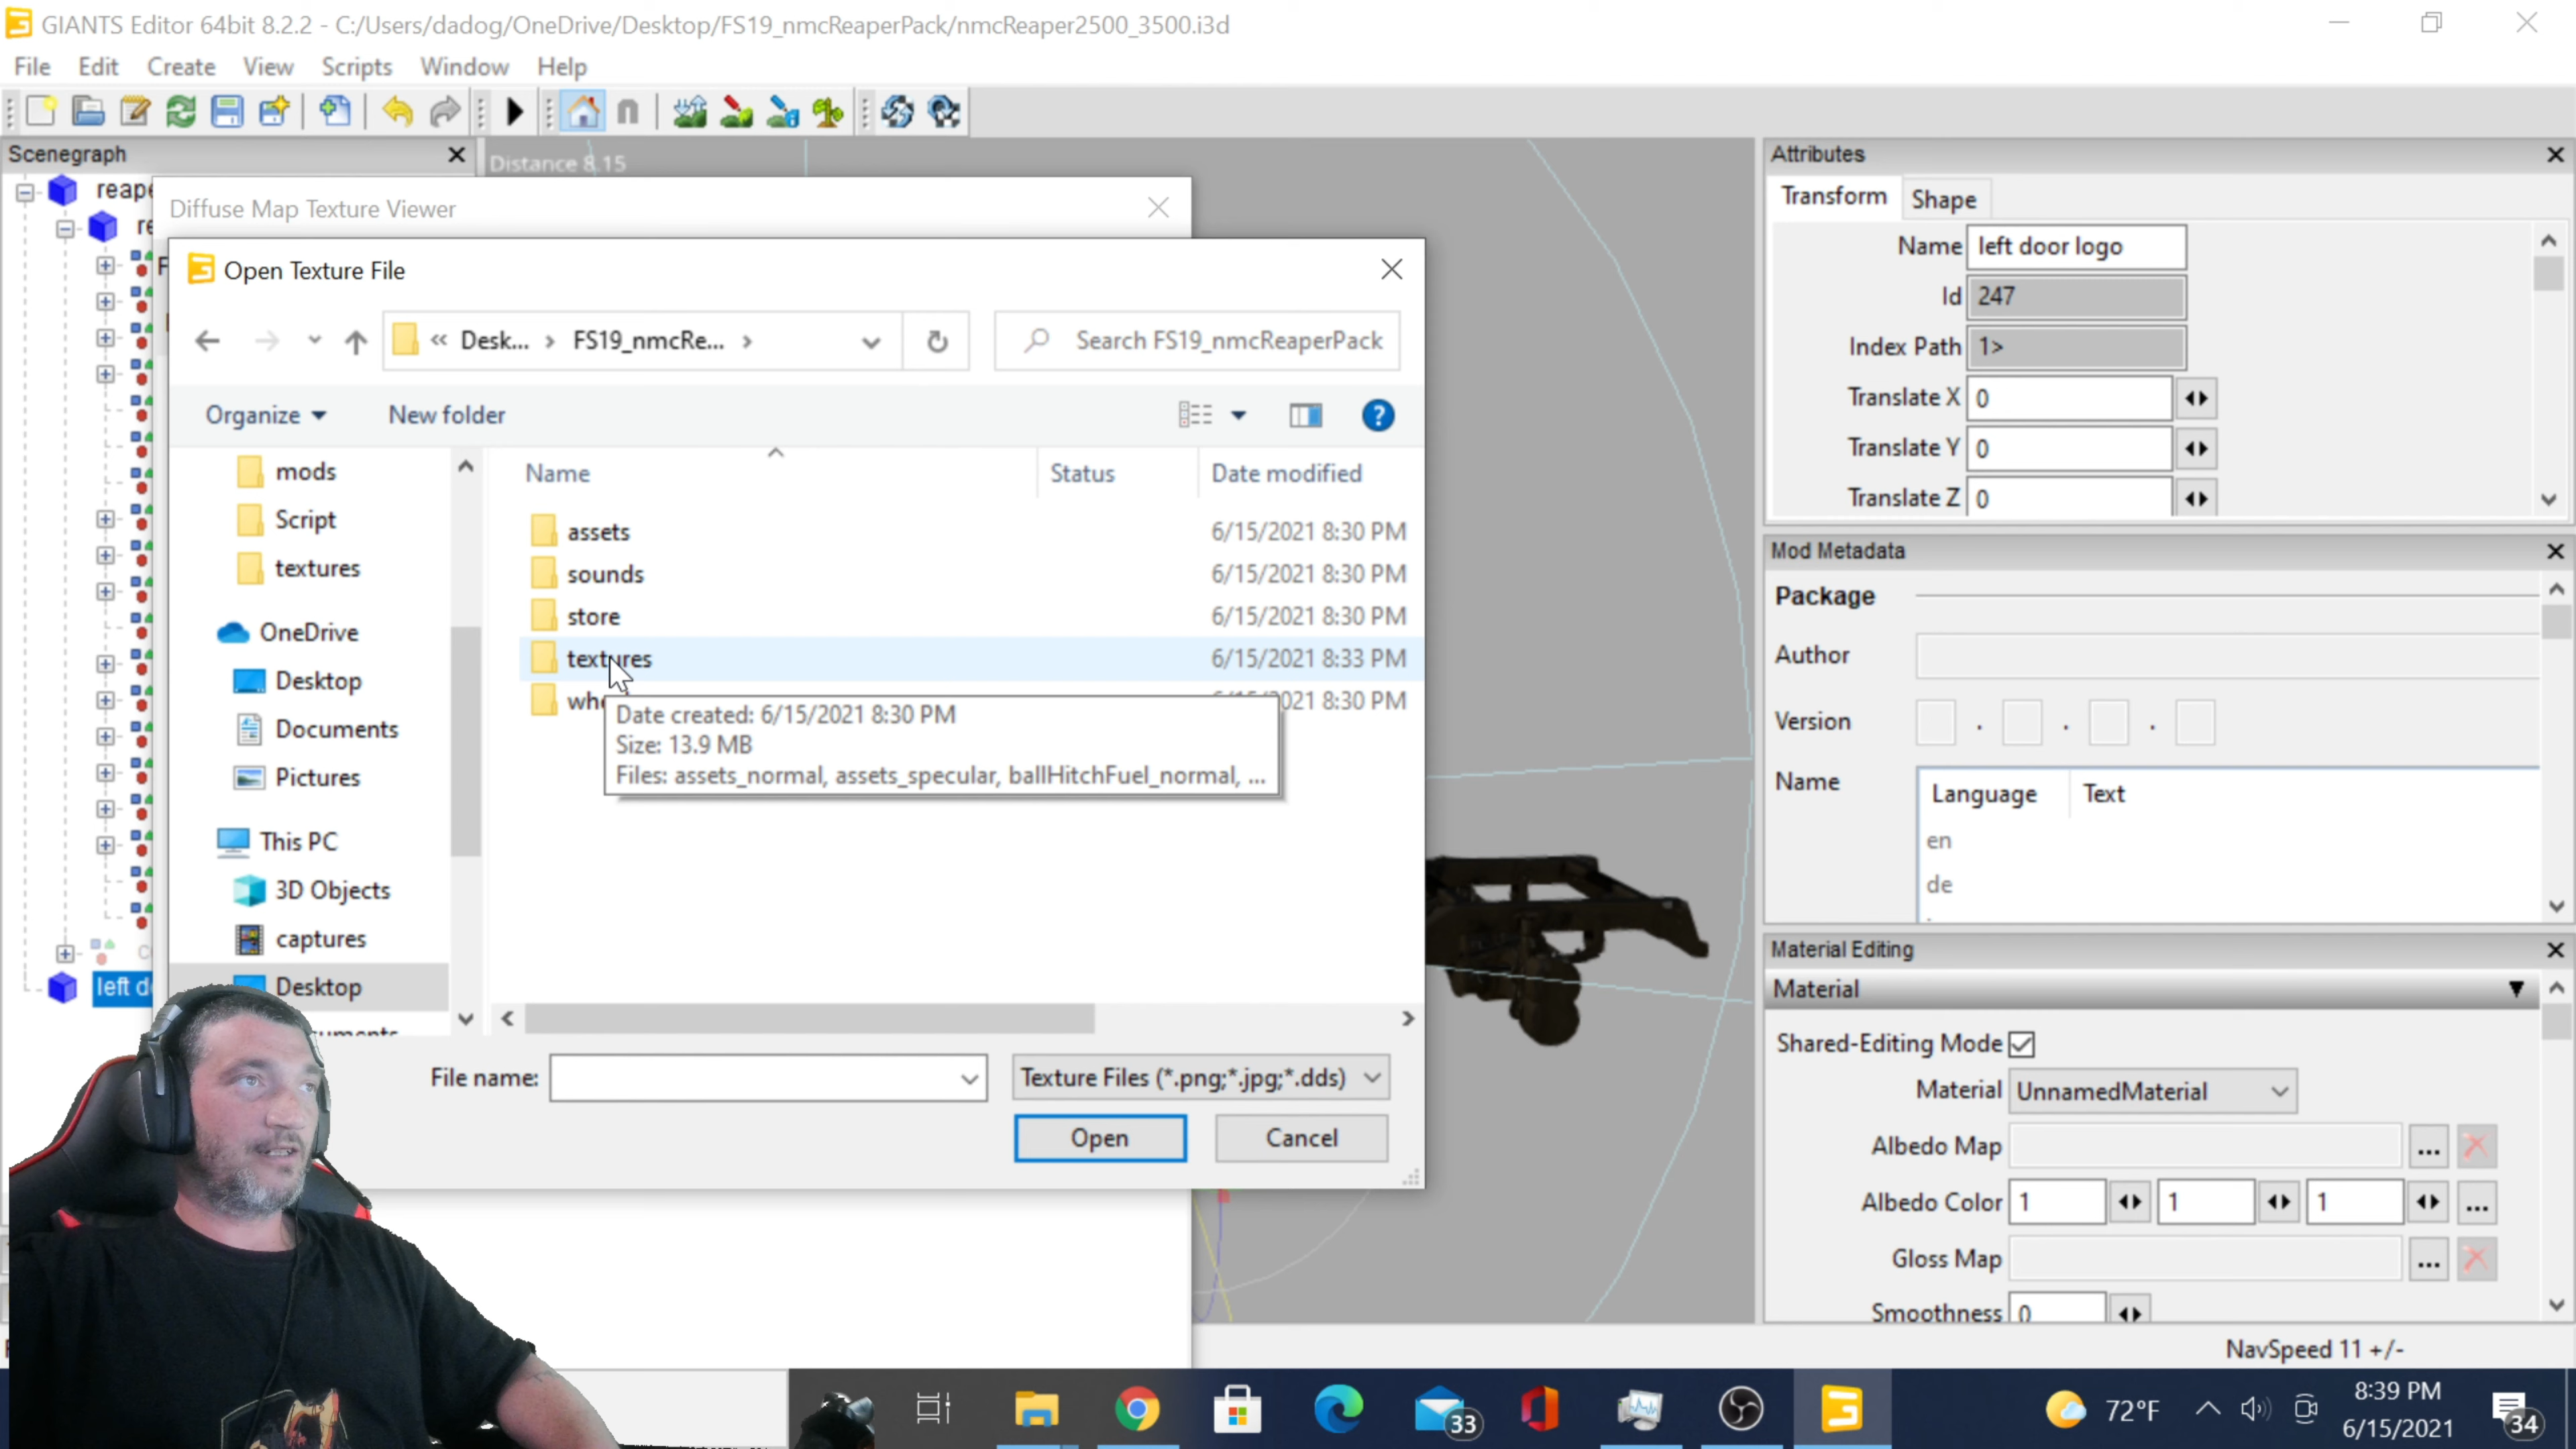 GIANTS Editor 64bit 8.2.2 - C:/Users/dadog/OneDrive/Desktop/FS19_nmcReaperPack/nmcReaper2500_3500.i3d
File Edit Create View Scripts Window Help
Scenegraph
Distance 8.15
Diffuse Map Texture Viewer
Open Texture File
« Desk... › FS19_nmcRe... ›
Search FS19_nmcReaperPack
Organize
New folder
mods
Script
textures
OneDrive
Desktop
Documents
Pictures
This PC
3D Objects
captures
Desktop
Name Status Date modified
assets 6/15/2021 8:30 PM
sounds 6/15/2021 8:30 PM
store 6/15/2021 8:30 PM
textures 6/15/2021 8:33 PM
Date created: 6/15/2021 8:30 PM
Size: 13.9 MB
Files: assets_normal, assets_specular, ballHitchFuel_normal, ...
File name:
Texture Files (*.png;*.jpg;*.dds)
Open
Cancel
Attributes
Transform Shape
Name left door logo
Id 247
Index Path 1>
Translate X 0
Translate Y 0
Translate Z 0
Mod Metadata
Package
Author
Version . . .
Name
Language Text
en
de
Material Editing
Material
Shared-Editing Mode
Material UnnamedMaterial
Albedo Map ...
Albedo Color 1 1 1 ...
Gloss Map ...
Smoothness 0
NavSpeed 11 +/-
33
72°F
8:39 PM
6/15/2021
34